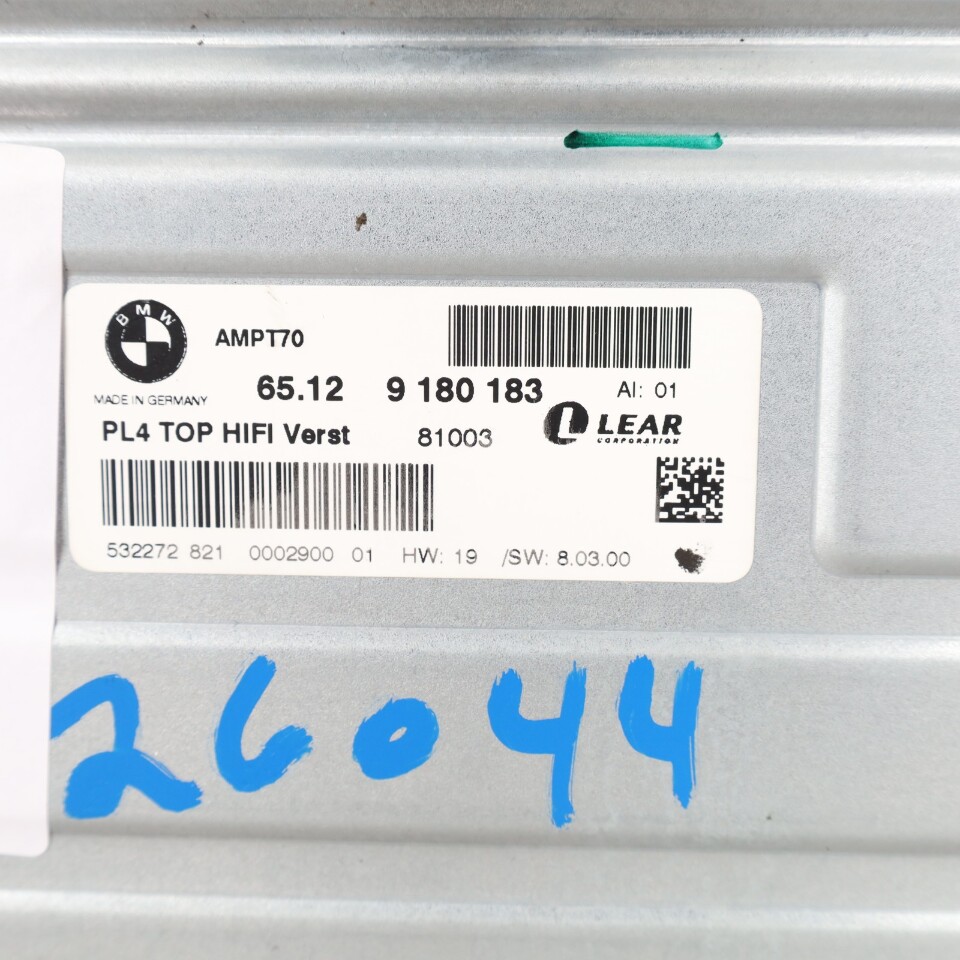 BMW
AMPT70
MADE IN GERMANY
65.12 9 180 183 AI: 01
PL4 TOP HIFI Verst 81003
LEAR
CORPORATION
532272 821 0002900 01 HW: 19 /SW: 8.03.00
26044